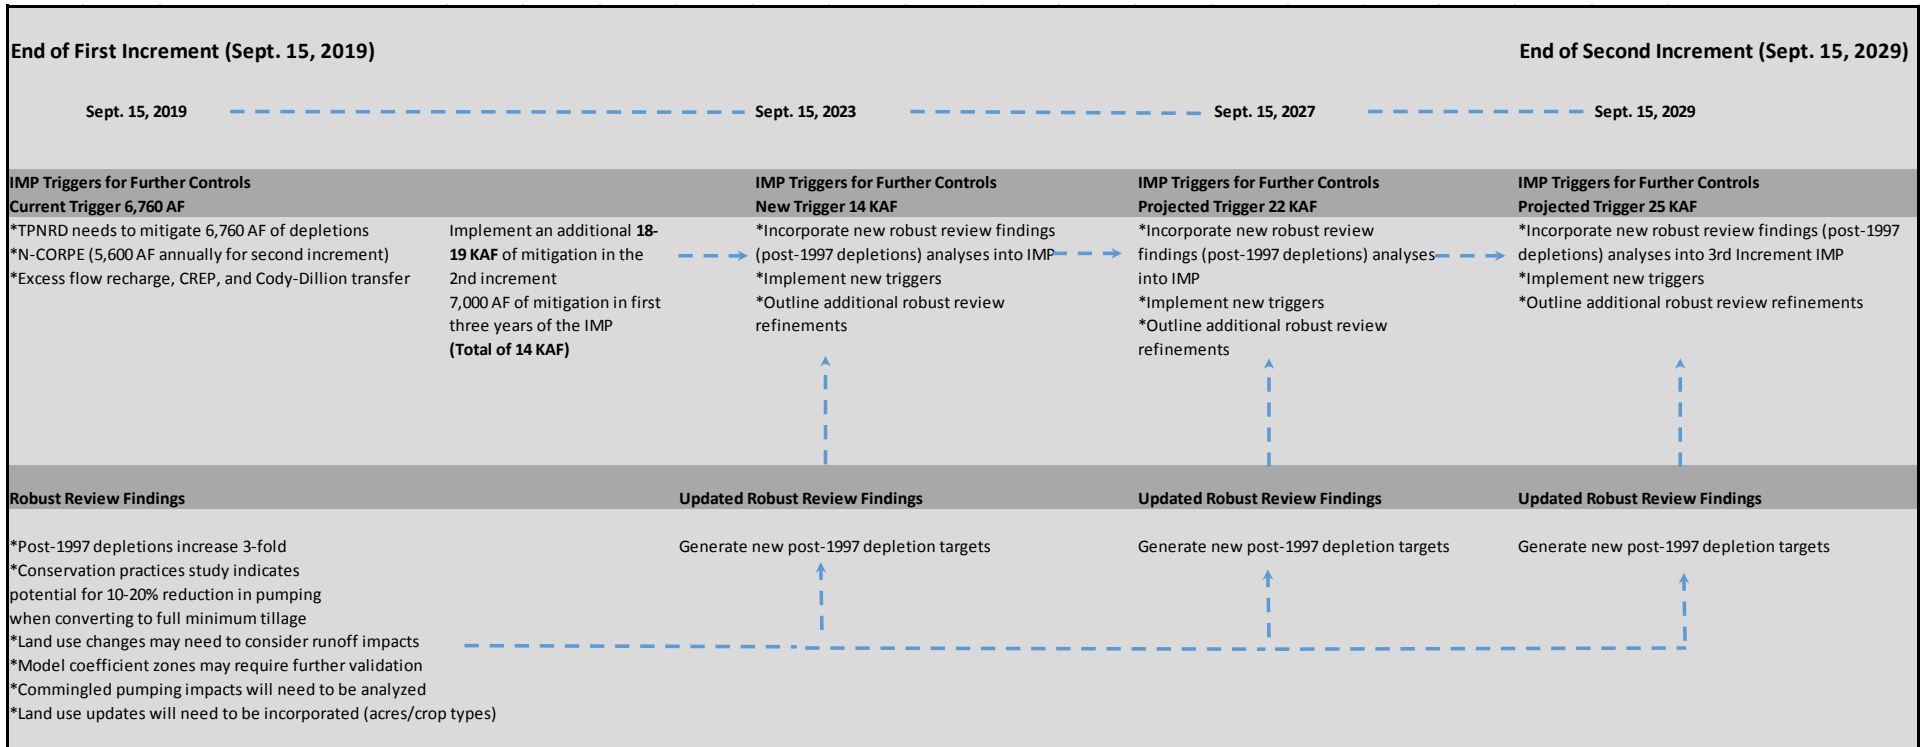 End of First Increment (Sept. 15, 2019)
End of Second Increment (Sept. 15, 2029)
Sept. 15, 2019
Sept. 15, 2023
Sept. 15, 2027
Sept. 15, 2029
IMP Triggers for Further Controls
Current Trigger 6,760 AF
*TPNRD needs to mitigate 6,760 AF of depletions
*N-CORPE (5,600 AF annually for second increment)
*Excess flow recharge, CREP, and Cody-Dillion transfer
Implement an additional 18-
19 KAF of mitigation in the
2nd increment
7,000 AF of mitigation in first
three years of the IMP
(Total of 14 KAF)
IMP Triggers for Further Controls
New Trigger 14 KAF
*Incorporate new robust review findings
(post-1997 depletions) analyses into IMP
*Implement new triggers
*Outline additional robust review
refinements
IMP Triggers for Further Controls
Projected Trigger 22 KAF
*Incorporate new robust review
findings (post-1997 depletions) analyses
into IMP
*Implement new triggers
*Outline additional robust review
refinements
IMP Triggers for Further Controls
Projected Trigger 25 KAF
*Incorporate new robust review findings (post-1997
depletions) analyses into 3rd Increment IMP
*Implement new triggers
*Outline additional robust review refinements
Robust Review Findings
*Post-1997 depletions increase 3-fold
*Conservation practices study indicates
potential for 10-20% reduction in pumping
when converting to full minimum tillage
*Land use changes may need to consider runoff impacts
*Model coefficient zones may require further validation
*Commingled pumping impacts will need to be analyzed
*Land use updates will need to be incorporated (acres/crop types)
Updated Robust Review Findings
Generate new post-1997 depletion targets
Updated Robust Review Findings
Generate new post-1997 depletion targets
Updated Robust Review Findings
Generate new post-1997 depletion targets